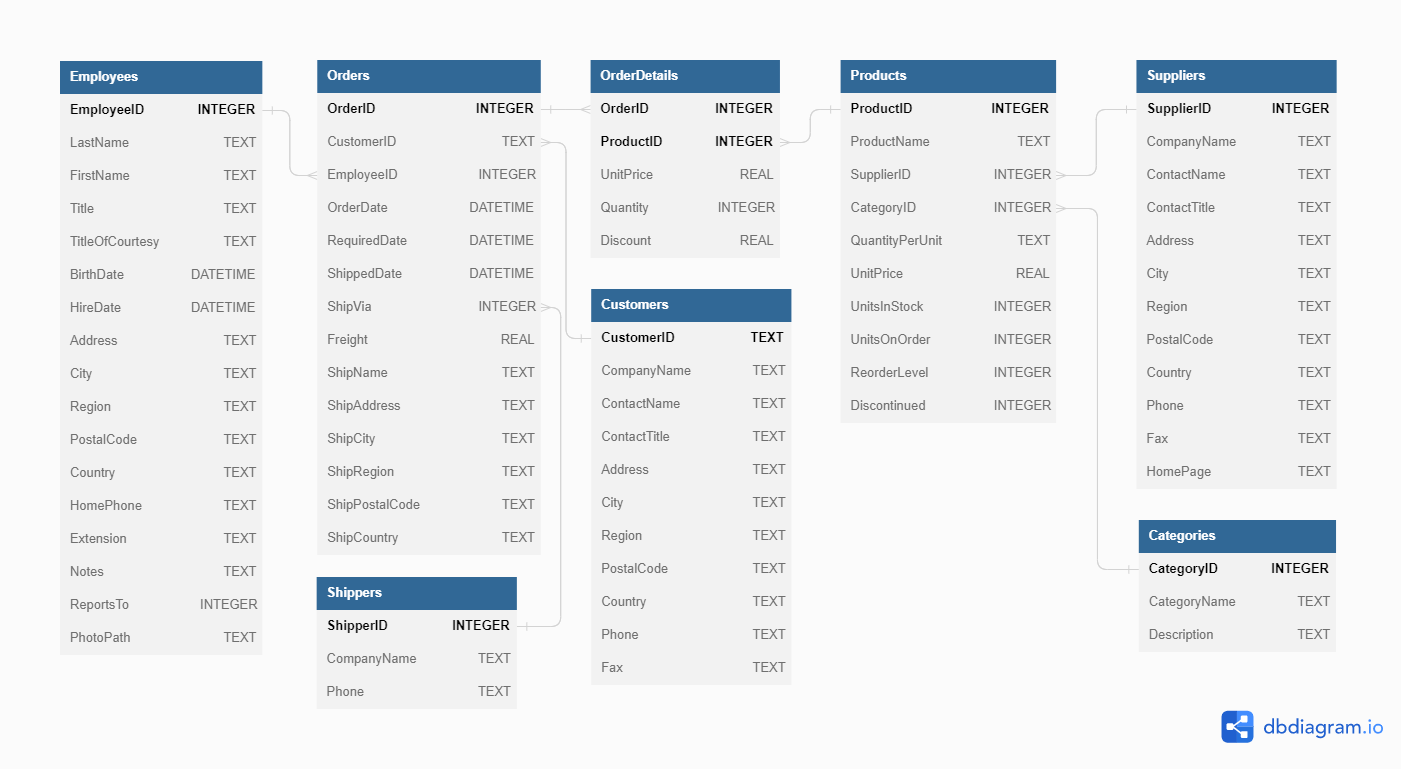 Employees
EmployeeID INTEGER
LastName TEXT
FirstName TEXT
Title TEXT
TitleOfCourtesy TEXT
BirthDate DATETIME
HireDate DATETIME
Address TEXT
City TEXT
Region TEXT
PostalCode TEXT
Country TEXT
HomePhone TEXT
Extension TEXT
Notes TEXT
ReportsTo INTEGER
PhotoPath TEXT
Orders
OrderID INTEGER
CustomerID TEXT
EmployeeID INTEGER
OrderDate DATETIME
RequiredDate DATETIME
ShippedDate DATETIME
ShipVia INTEGER
Freight REAL
ShipName TEXT
ShipAddress TEXT
ShipCity TEXT
ShipRegion TEXT
ShipPostalCode TEXT
ShipCountry TEXT
Shippers
ShipperID INTEGER
CompanyName TEXT
Phone TEXT
OrderDetails
OrderID INTEGER
ProductID INTEGER
UnitPrice REAL
Quantity INTEGER
Discount REAL
Customers
CustomerID TEXT
CompanyName TEXT
ContactName TEXT
ContactTitle TEXT
Address TEXT
City TEXT
Region TEXT
PostalCode TEXT
Country TEXT
Phone TEXT
Fax TEXT
Products
ProductID INTEGER
ProductName TEXT
SupplierID INTEGER
CategoryID INTEGER
QuantityPerUnit TEXT
UnitPrice REAL
UnitsInStock INTEGER
UnitsOnOrder INTEGER
ReorderLevel INTEGER
Discontinued INTEGER
Suppliers
SupplierID INTEGER
CompanyName TEXT
ContactName TEXT
ContactTitle TEXT
Address TEXT
City TEXT
Region TEXT
PostalCode TEXT
Country TEXT
Phone TEXT
Fax TEXT
HomePage TEXT
Categories
CategoryID INTEGER
CategoryName TEXT
Description TEXT
dbdiagram.io